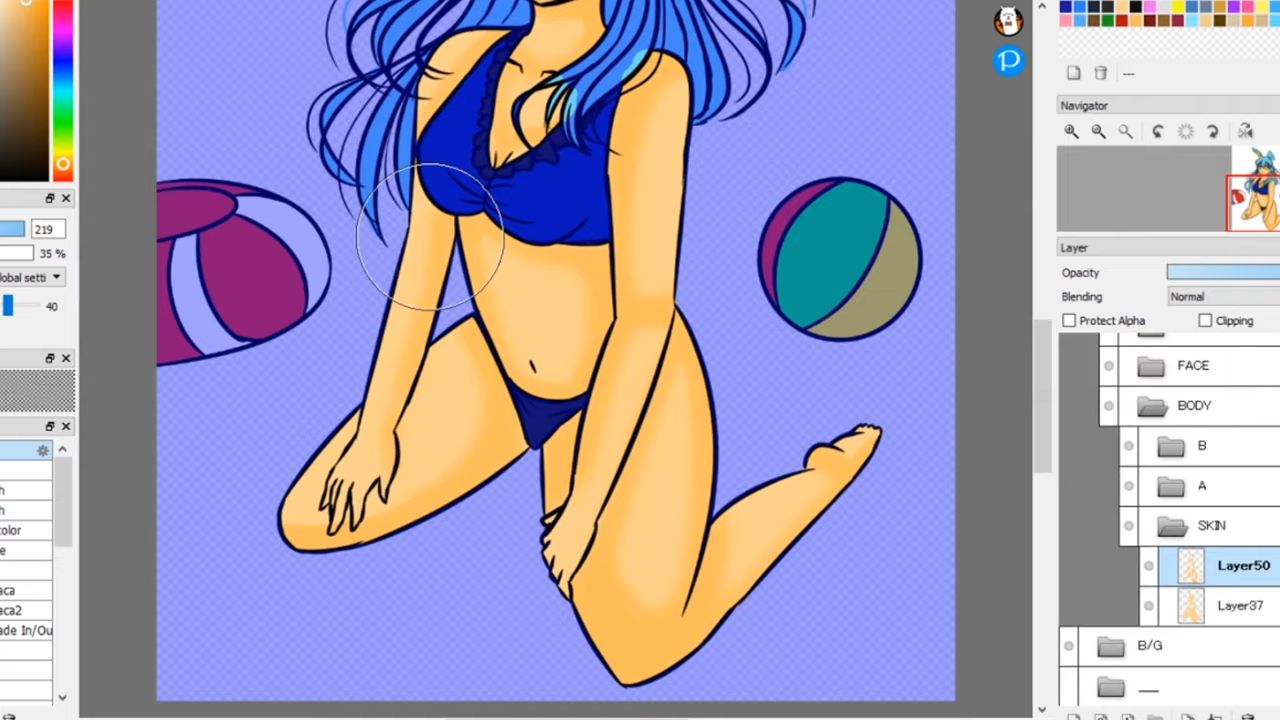 Navigator
219
Layer
35 %
Opacity
lobal setti
Blending
Normal
40
Protect Alpha
Clipping
FACE
BODY
B
A
SKIN
Layer50
Layer37
B/G
h
h
color
e
aca
aca2
ade In/Ou